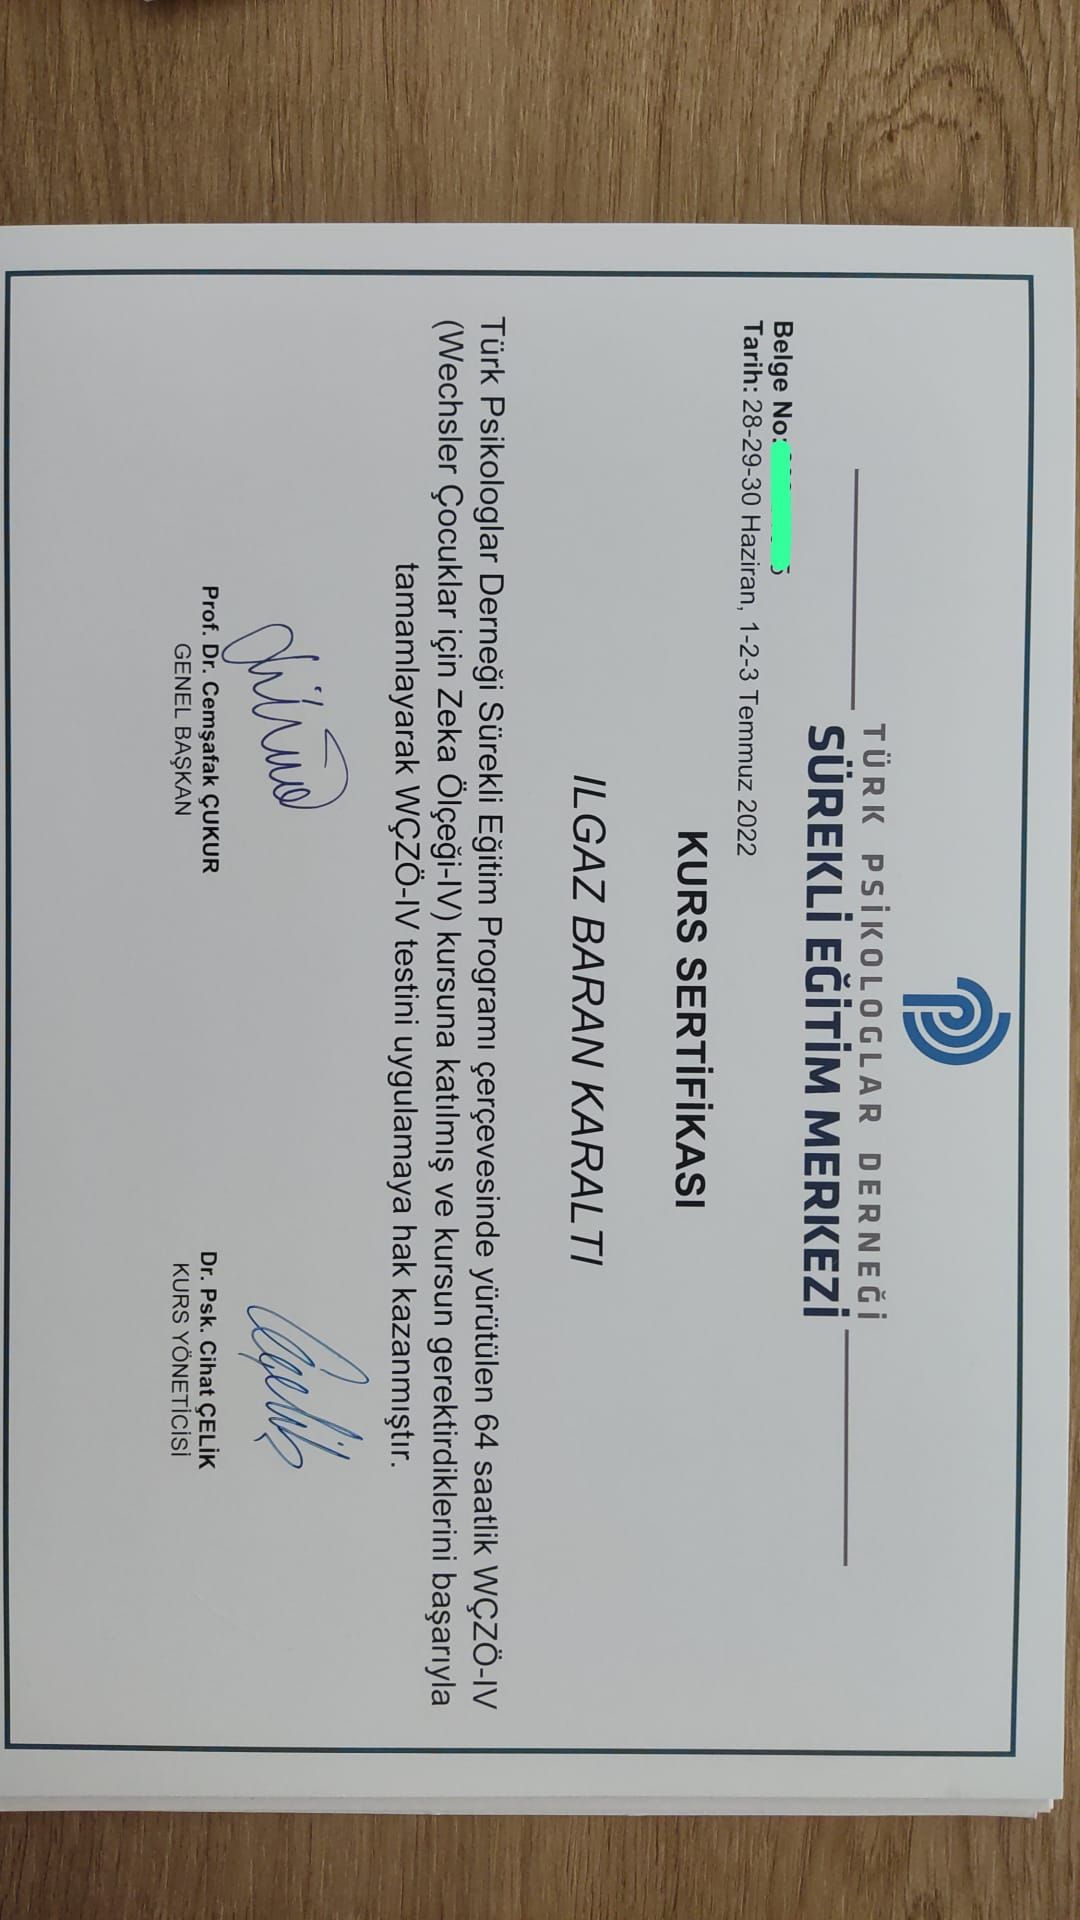 TÜRK PSİKOLOGLAR DERNEĞİ
SÜREKLİ EĞİTİM MERKEZİ
Belge No:
Tarih: 28-29-30 Haziran, 1-2-3 Temmuz 2022
KURS SERTİFİKASI
ILGAZ BARAN KARALTI
Türk Psikologlar Derneği Sürekli Eğitim Programı çerçevesinde yürütülen 64 saatlik WÇZÖ-IV
(Wechsler Çocuklar için Zeka Ölçeği-IV) kursuna katılmış ve kursun gerektirdiklerini başarıyla
tamamlayarak WÇZÖ-IV testini uygulamaya hak kazanmıştır.
Prof. Dr. Cemşafak ÇUKUR
GENEL BAŞKAN
Dr. Psk. Cihat ÇELİK
KURS YÖNETİCİSİ